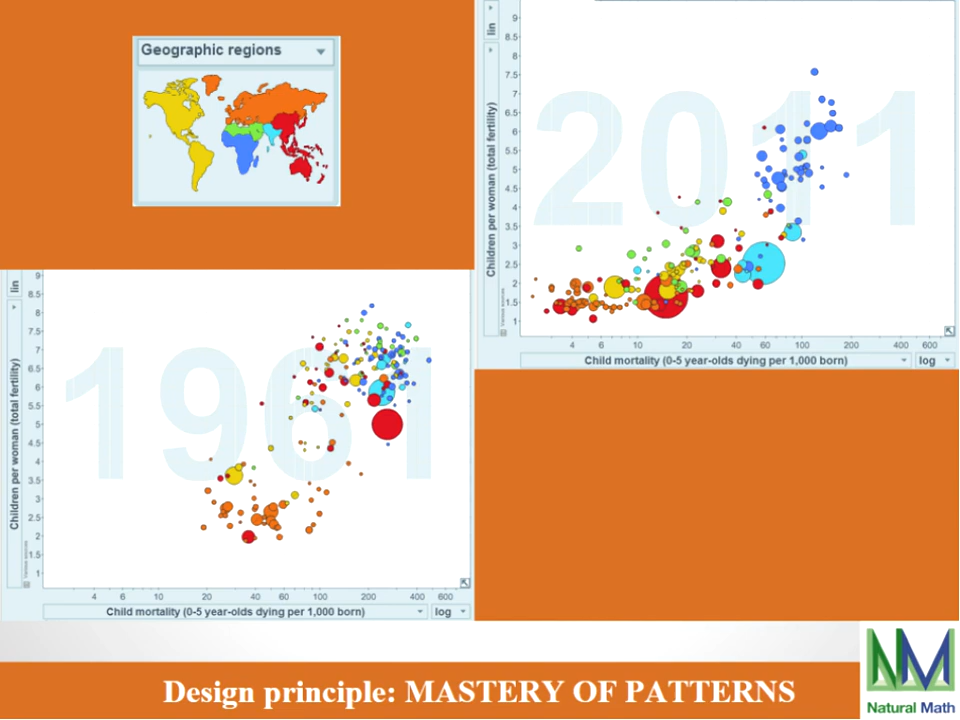 Geographic regions
2011
lin
Children per woman (total fertility)
9
8.5
8
7.5
7
6.5
6
5.5
5
4.5
4
3.5
3
2.5
2
1.5
1
4 6 10 20 40 60 100 200 400 600
Child mortality (0-5 year-olds dying per 1,000 born)
log
1961
lin
Children per woman (total fertility)
9
8.5
8
7.5
7
6.5
6
5.5
5
4.5
4
3.5
3
2.5
2
1.5
1
4 6 10 20 40 60 100 200 400 600
Child mortality (0-5 year-olds dying per 1,000 born)
log
Design principle: MASTERY OF PATTERNS
NM
Natural Math